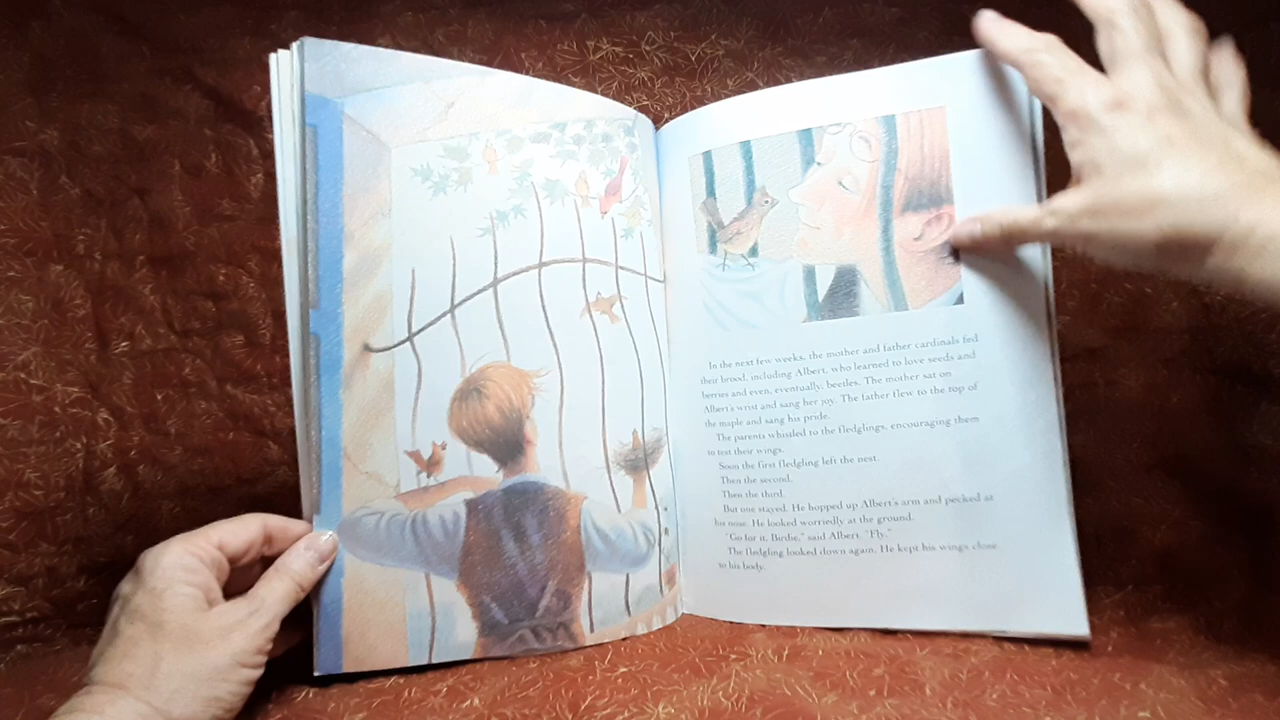 In the next few weeks, the mother and father cardinals fed
their brood, including Albert, who learned to love seeds and
berries and even, eventually, beetles. The mother sat on
Albert's wrist and sang her joy. The father flew to the top of
the maple and sang his pride.
The parents whistled to the fledglings, encouraging them
to test their wings.
Soon the first fledgling left the nest.
Then the second.
Then the third.
But one stayed. He hopped up Albert's arm and pecked at
his nose. He looked worriedly at the ground.
"Go for it, Birdie," said Albert. "Fly."
The fledgling looked down again. He kept his wings close
to his body.